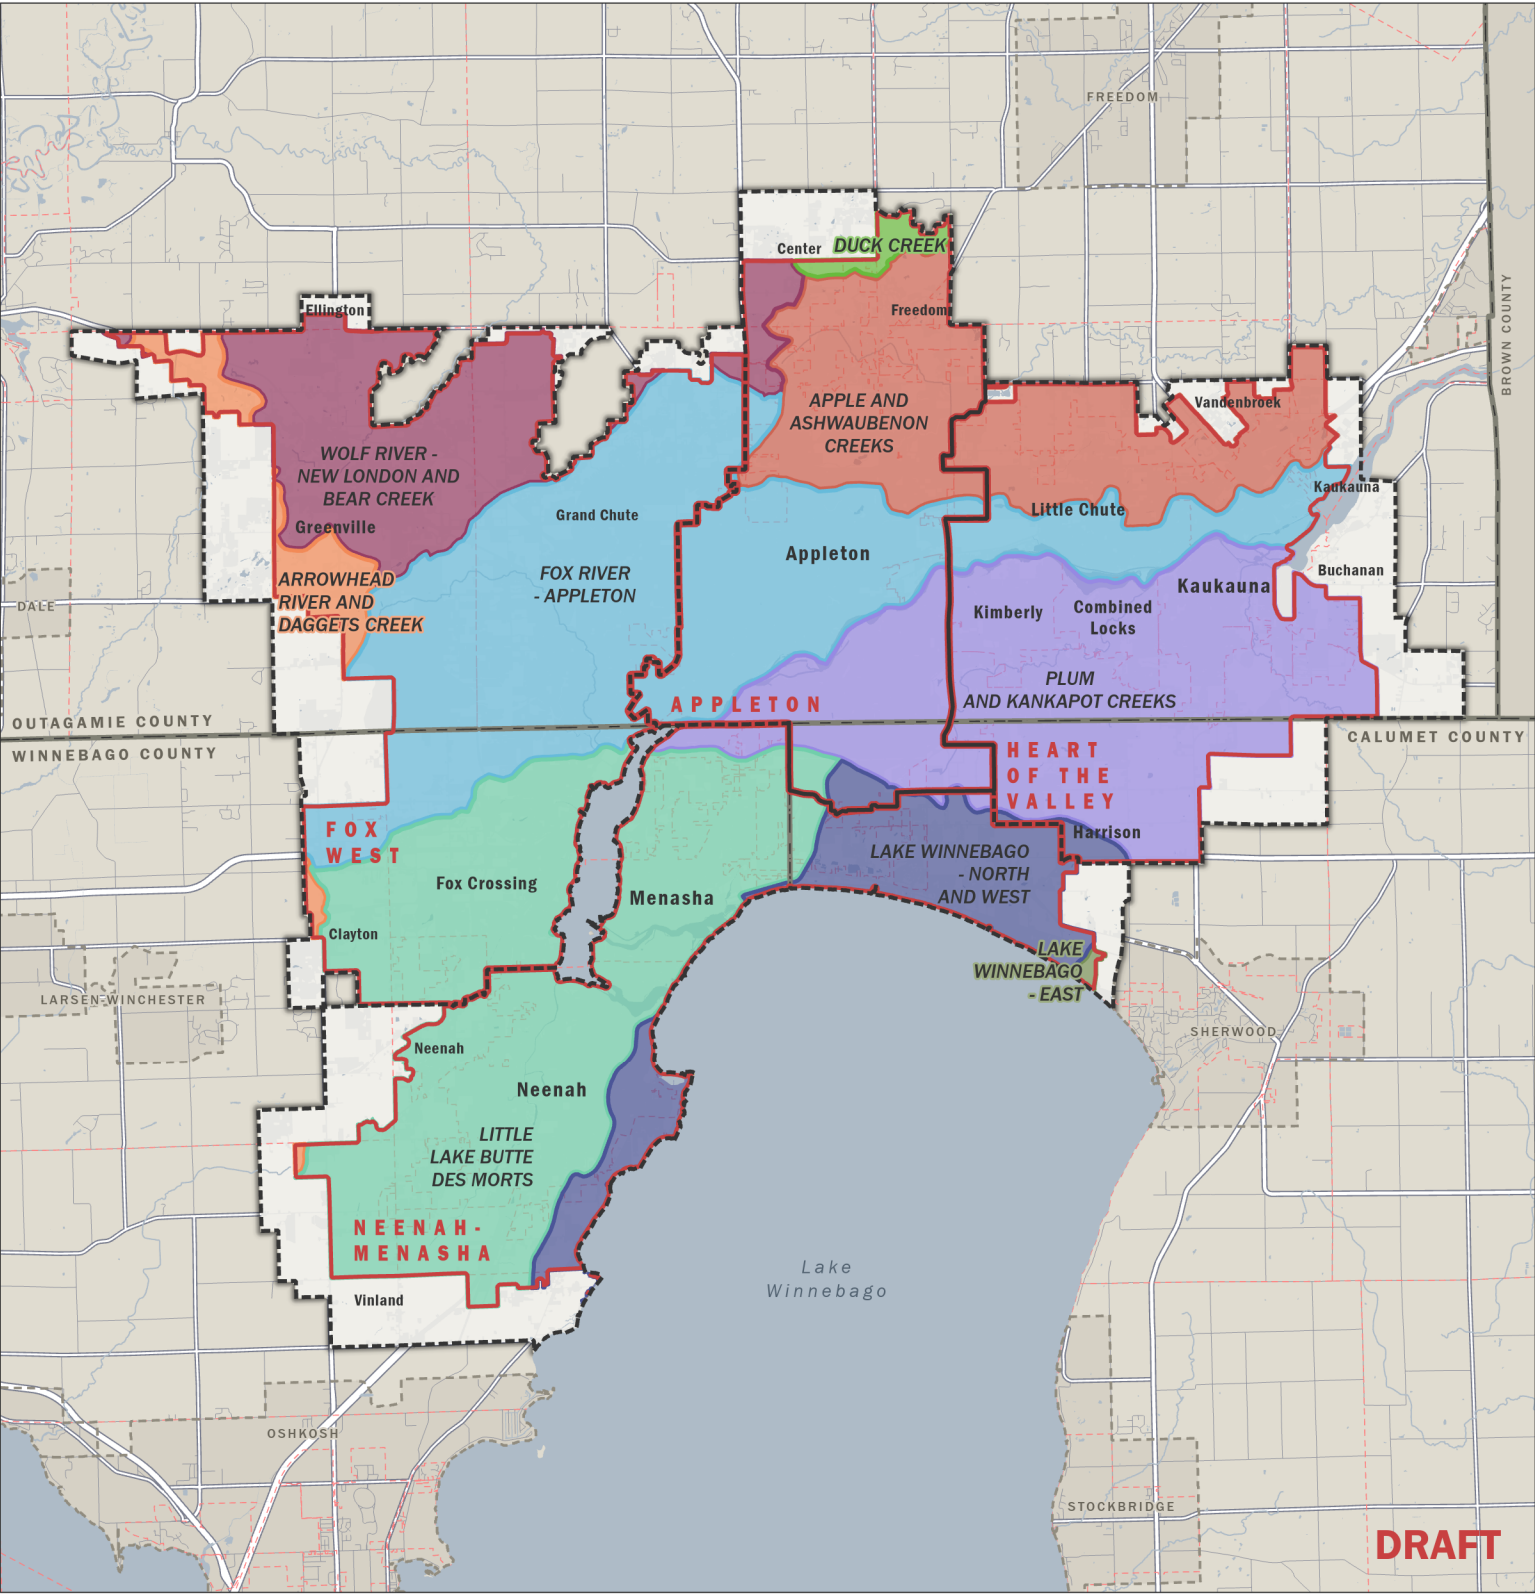 FREEDOM
Center
DUCK CREEK
Ellington
Freedom
BROWN COUNTY
APPLE AND
ASHWAUBENON
CREEKS
Vandenbroek
WOLF RIVER -
NEW LONDON AND
BEAR CREEK
Greenville
Grand Chute
Little Chute
Kaukauna
Appleton
Buchanan
ARROWHEAD
RIVER AND
DAGGETS CREEK
FOX RIVER
- APPLETON
Kaukauna
Kimberly
Combined
Locks
DALE
PLUM
AND KANKAPOT CREEKS
APPLETON
OUTAGAMIE COUNTY
WINNEBAGO COUNTY
CALUMET COUNTY
HEART
OF THE
VALLEY
FOX
WEST
Harrison
LAKE WINNEBAGO
- NORTH
AND WEST
Fox Crossing
Menasha
Clayton
LAKE
WINNEBAGO
- EAST
LARSEN-WINCHESTER
SHERWOOD
Neenah
Neenah
LITTLE
LAKE BUTTE
DES MORTS
NEENAH-
MENASHA
Lake
Winnebago
Vinland
OSHKOSH
STOCKBRIDGE
DRAFT